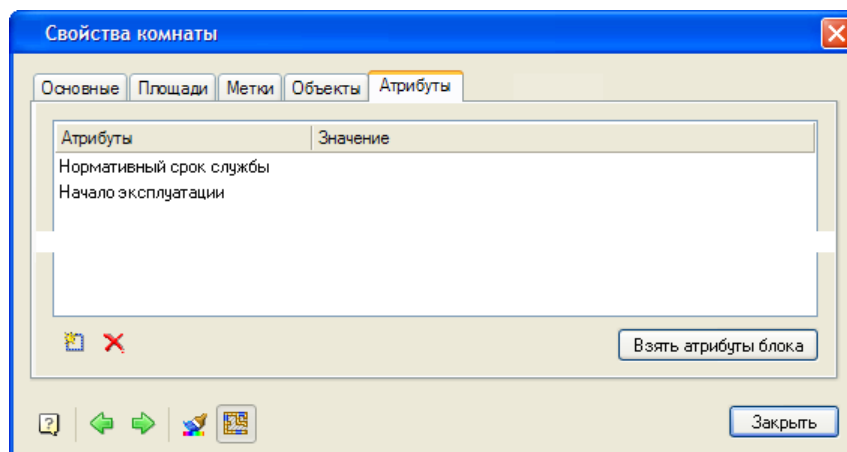 Свойства комнаты
Основные Площади Метки Объекты Атрибуты
Атрибуты Значение
Нормативный срок службы
Начало эксплуатации
Взять атрибуты блока
Закрыть